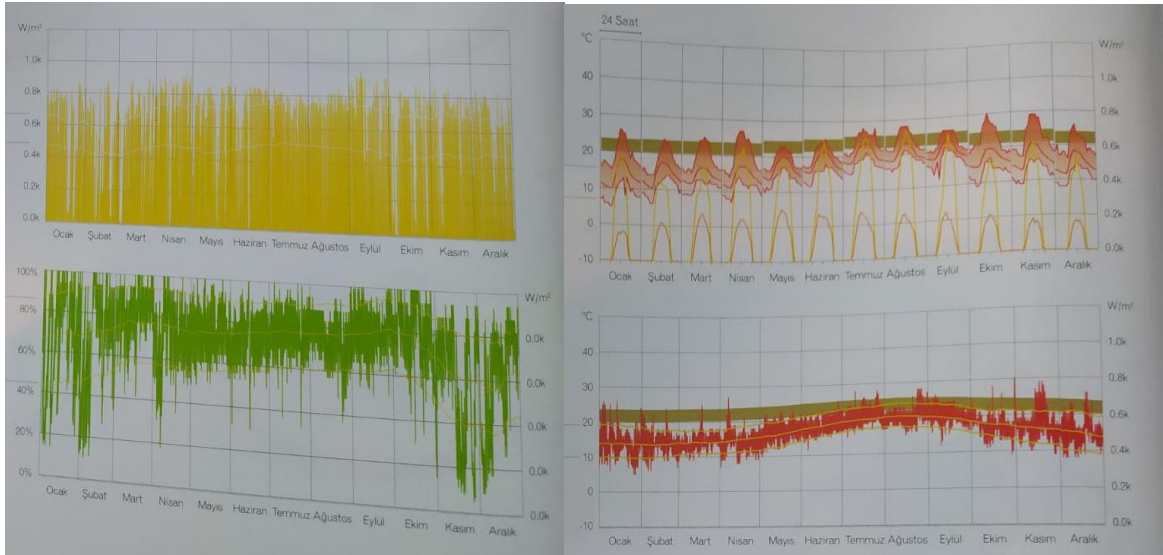 W/m²
1.0k
0.8k
0.6k
0.4k
0.2k
0.0k
Ocak Şubat Mart Nisan Mayıs Haziran Temmuz Ağustos Eylül Ekim Kasım Aralık
100%
80%
60%
40%
20%
0%
W/m²
0.0k
0.0k
0.0k
0.0k
0.0k
Ocak Şubat Mart Nisan Mayıs Haziran Temmuz Ağustos Eylül Ekim Kasım Aralık
24 Saat
°C
40
30
20
10
0
-10
W/m²
1.0k
0.8k
0.6k
0.4k
0.2k
0.0k
Ocak Şubat Mart Nisan Mayıs Haziran Temmuz Ağustos Eylül Ekim Kasım Aralık
°C
40
30
20
10
0
-10
W/m²
1.0k
0.8k
0.6k
0.4k
0.2k
0.0k
Ocak Şubat Mart Nisan Mayıs Haziran Temmuz Ağustos Eylül Ekim Kasım Aralık